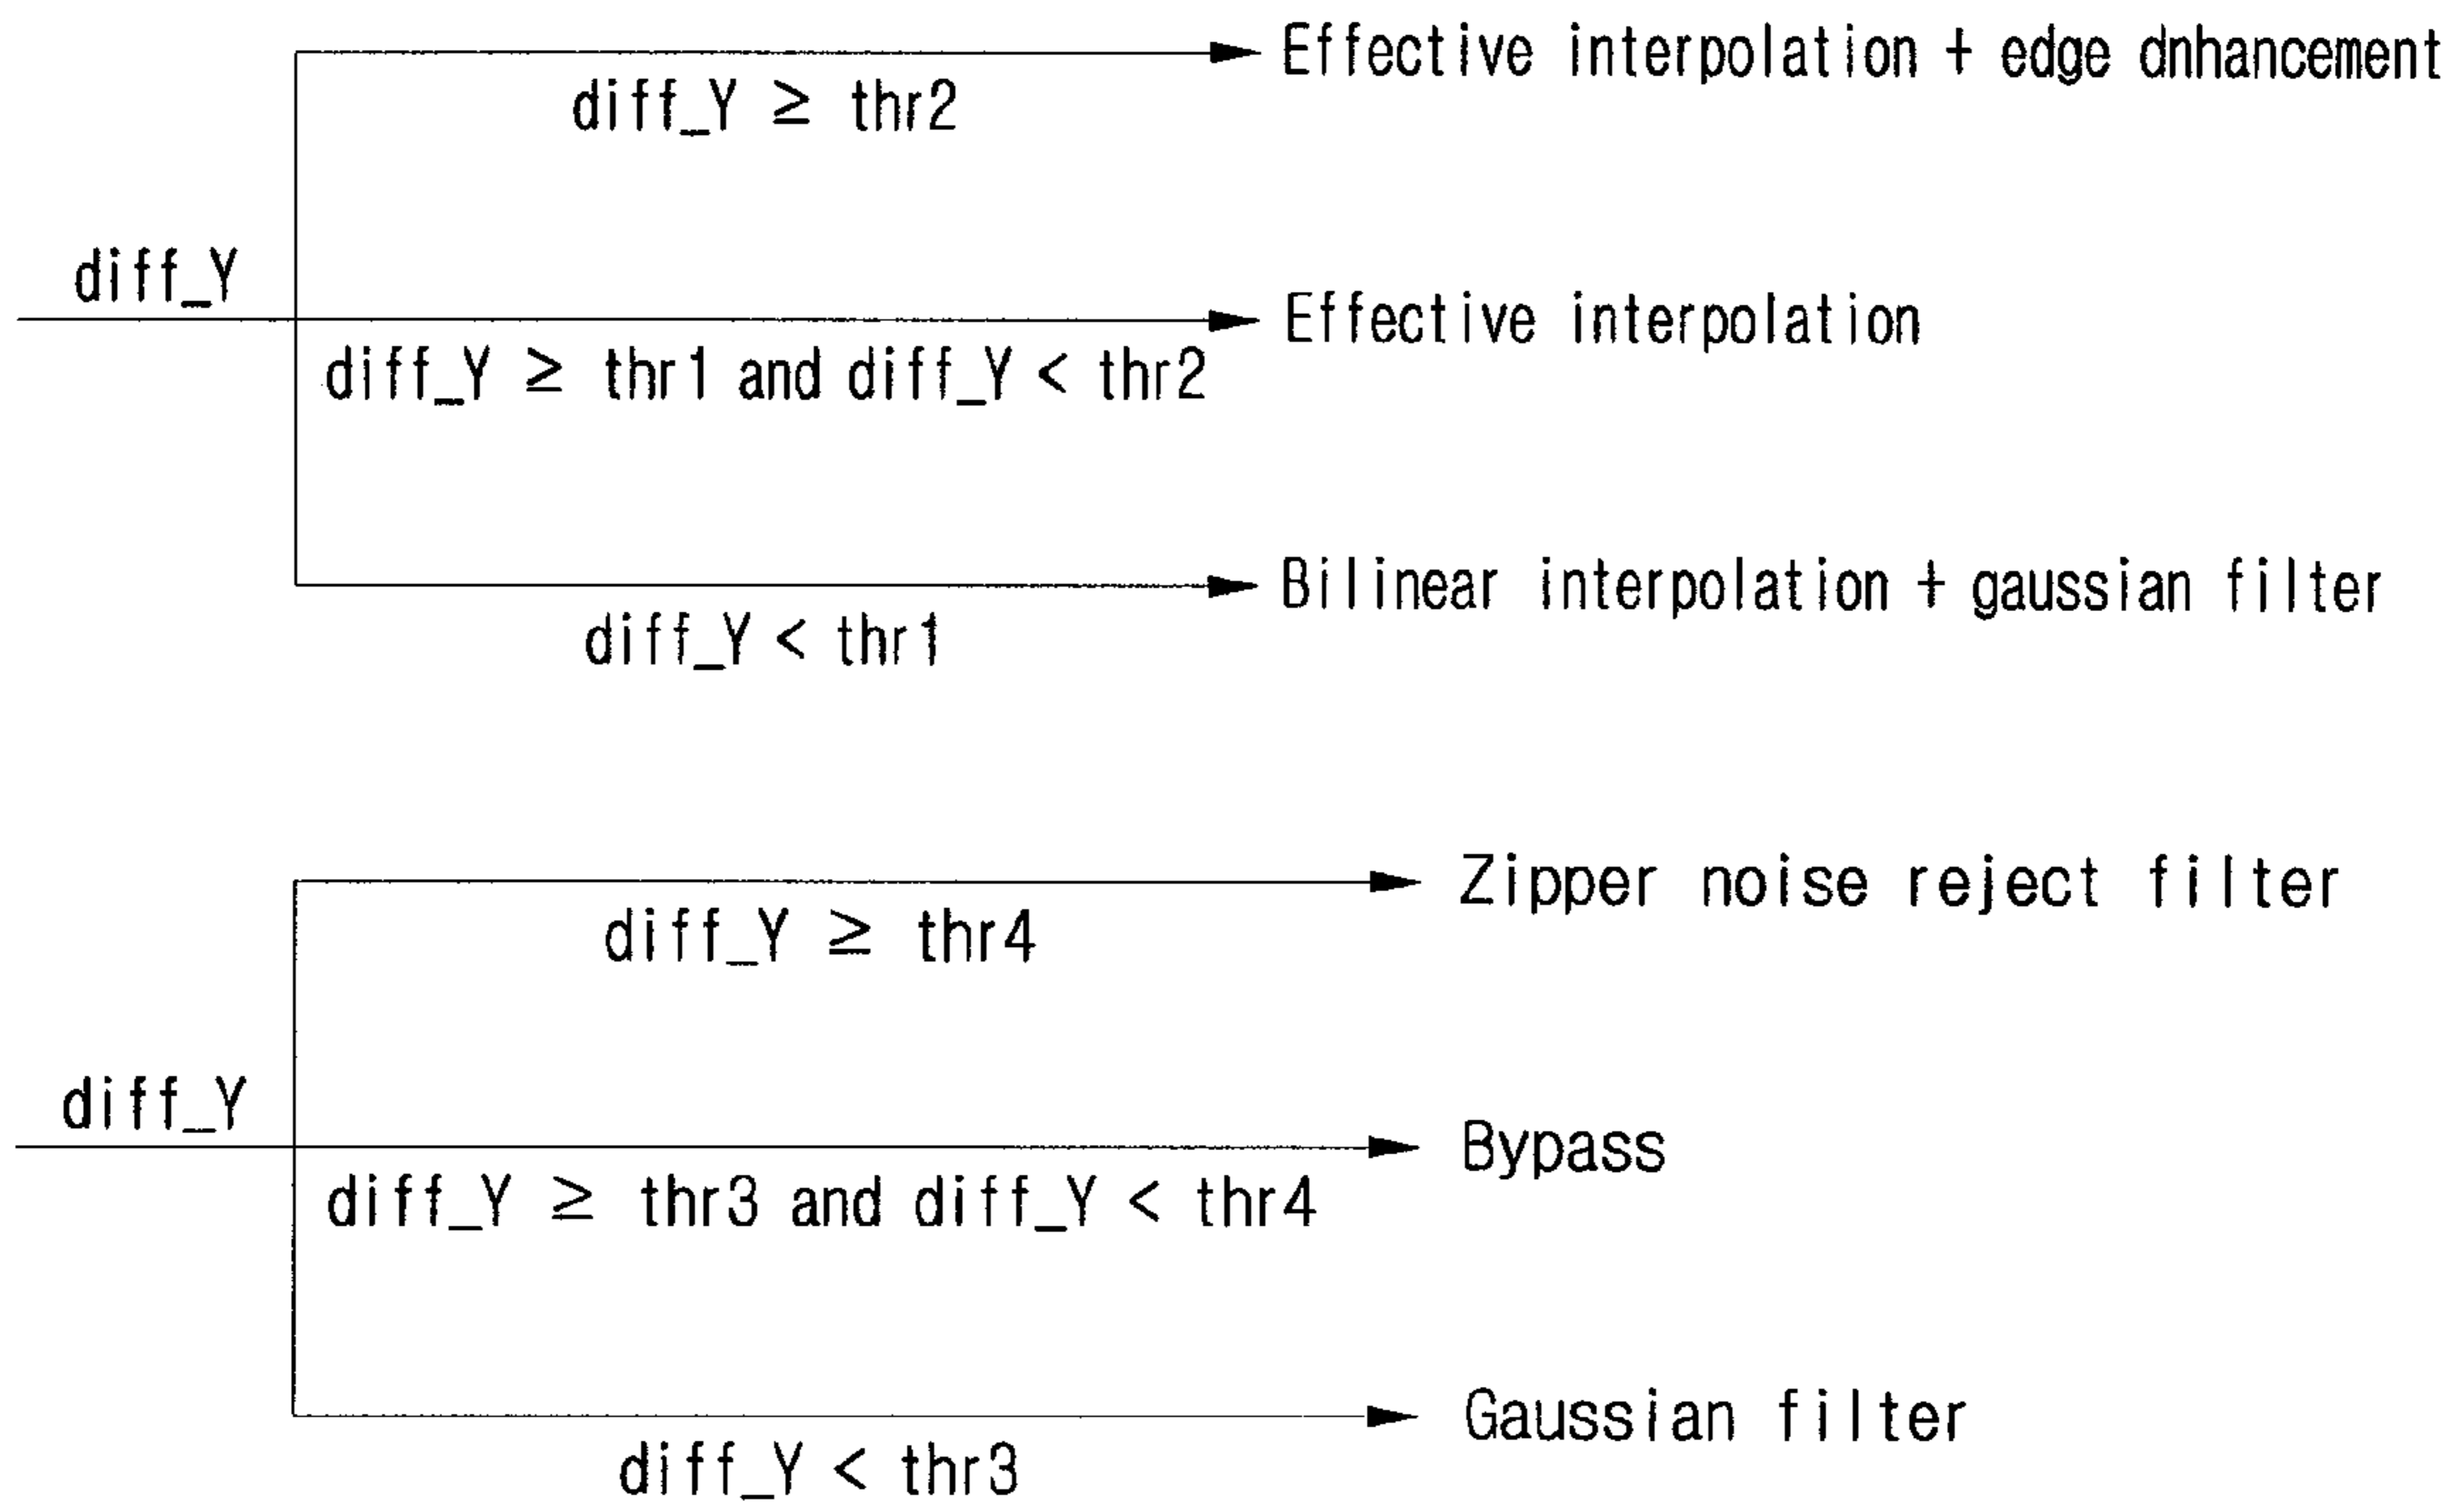 Effective interpolation + edge dnhancement
diff_Y ≥ thr2
diff_Y
Effective interpolation
diff_Y ≥ thr1 and diff_Y < thr2
Bilinear interpolation + gaussian filter
diff_Y < thr1
Zipper noise reject filter
diff_Y ≥ thr4
diff_Y
Bypass
diff_Y ≥ thr3 and diff_Y < thr4
Gaussian filter
diff_Y < thr3